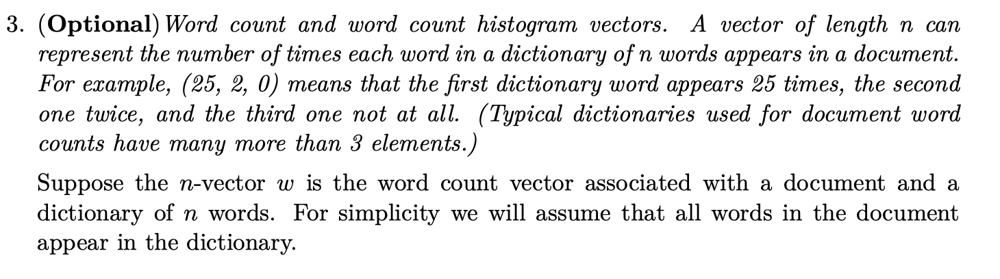 3. (Optional) Word count and word count histogram vectors. A vector of length n can
represent the number of times each word in a dictionary of n words appears in a document.
For example, (25, 2, 0) means that the first dictionary word appears 25 times, the second
one twice, and the third one not at all. (Typical dictionaries used for document word
counts have many more than 3 elements.)
Suppose the n-vector w is the word count vector associated with a document and a
dictionary of n words. For simplicity we will assume that all words in the document
appear in the dictionary.